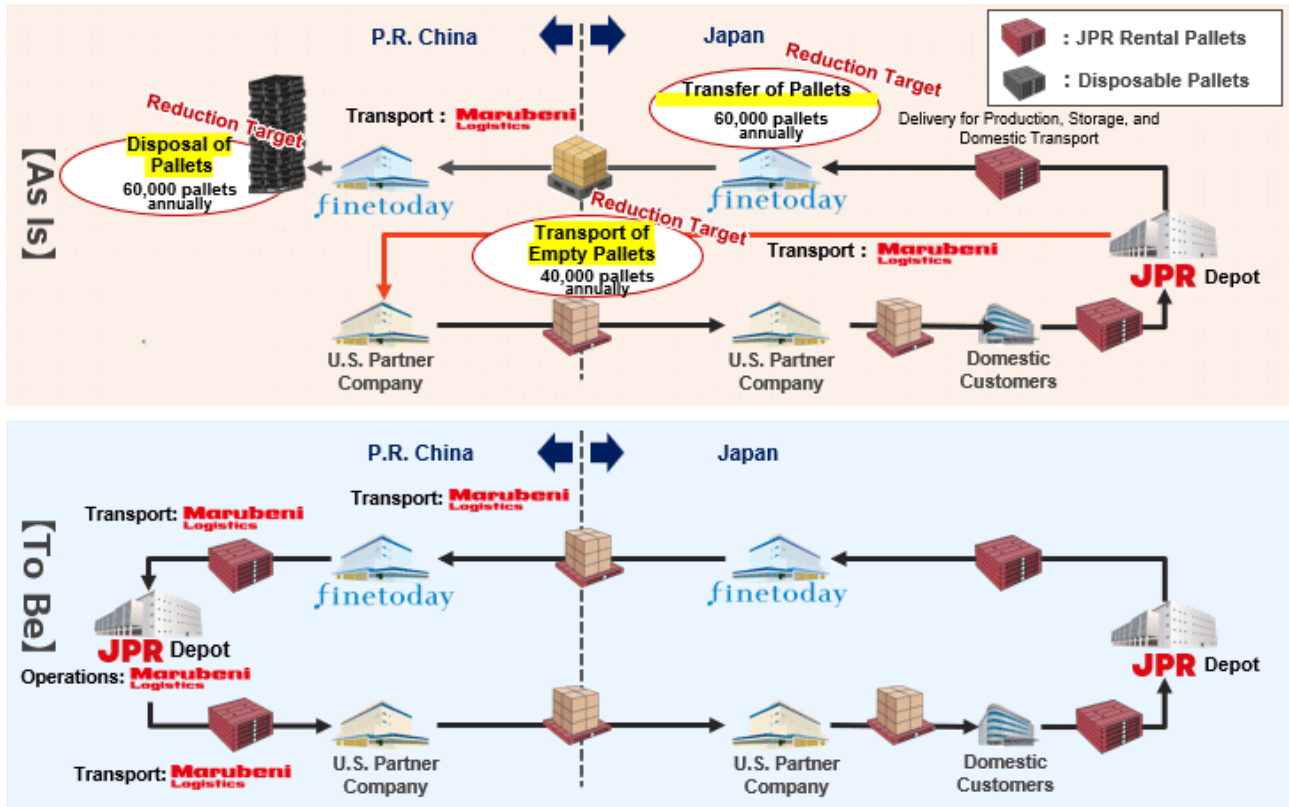 P.R. China
Japan
: JPR Rental Pallets
: Disposable Pallets
Reduction Target
Transfer of Pallets
60,000 pallets
annually
Reduction Target
Disposal of
Pallets
60,000 pallets
annually
Transport : Marubeni
Logistics
Delivery for Production, Storage, and
Domestic Transport
finetoday
finetoday
【As Is】
Reduction Target
Transport of
Empty Pallets
40,000 pallets
annually
Transport : Marubeni
Logistics
JPR Depot
U.S. Partner
Company
U.S. Partner
Company
Domestic
Customers
P.R. China
Japan
Transport: Marubeni
Logistics
Transport: Marubeni
Logistics
finetoday
finetoday
【To Be】
JPR Depot
Operations: Marubeni
Logistics
JPR Depot
Transport: Marubeni
Logistics
U.S. Partner
Company
U.S. Partner
Company
Domestic
Customers